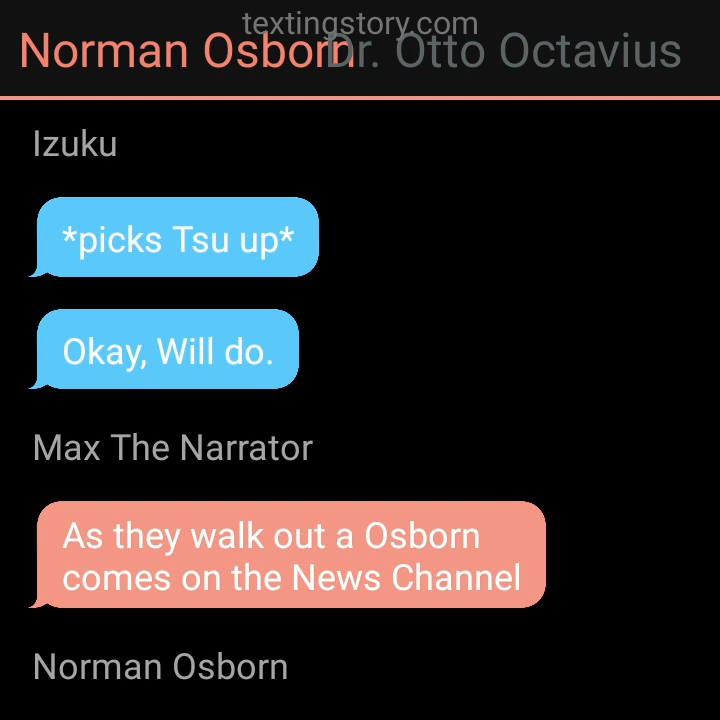 textingstory.com
Norman Osborn Dr. Otto Octavius
Izuku
*picks Tsu up*
Okay, Will do.
Max The Narrator
As they walk out a Osborn
comes on the News Channel
Norman Osborn